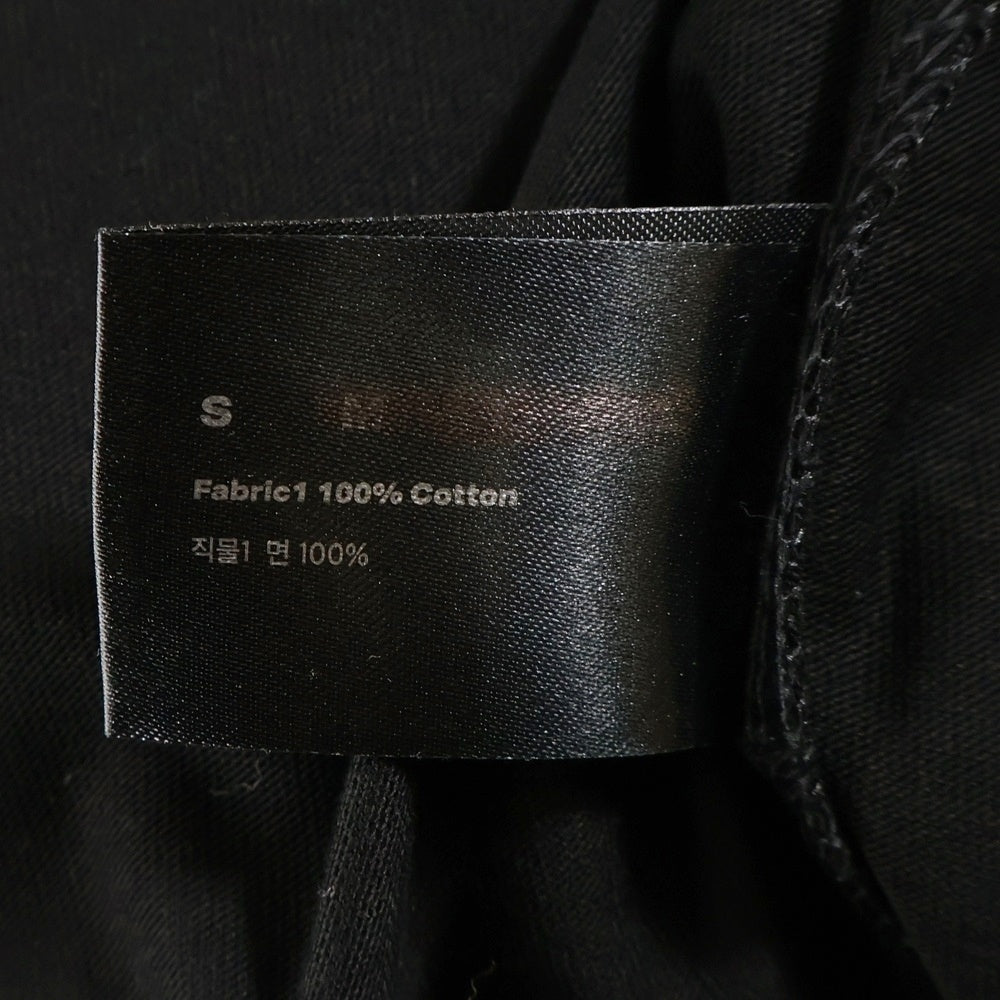 S
Fabric1 100% Cotton
직물1 면 100%